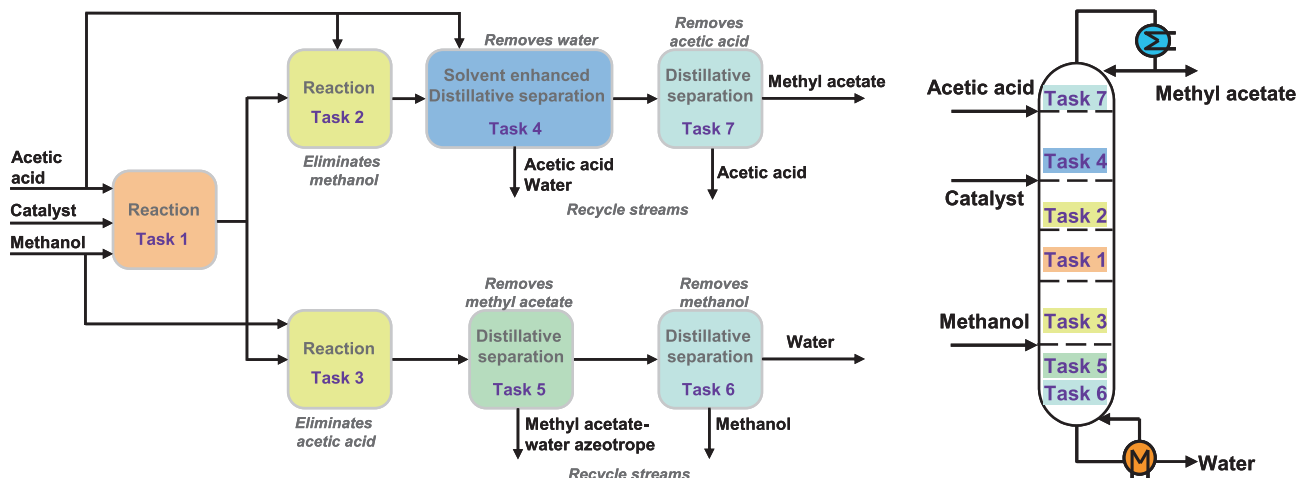 Removes water
Removes
acetic acid
Reaction
Task 2
Solvent enhanced
Distillative separation
Task 4
Distillative
separation
Task 7
Methyl acetate
Eliminates
methanol
Acetic acid
Water
Acetic acid
Recycle streams
Acetic
acid
Catalyst
Methanol
Reaction
Task 1
Removes
methyl acetate
Removes
methanol
Reaction
Task 3
Distillative
separation
Task 5
Distillative
separation
Task 6
Water
Eliminates
acetic acid
Methyl acetate-
water azeotrope
Methanol
Recycle streams
Acetic acid
Task 7
Methyl acetate
Task 4
Catalyst
Task 2
Task 1
Methanol
Task 3
Task 5
Task 6
M
Water